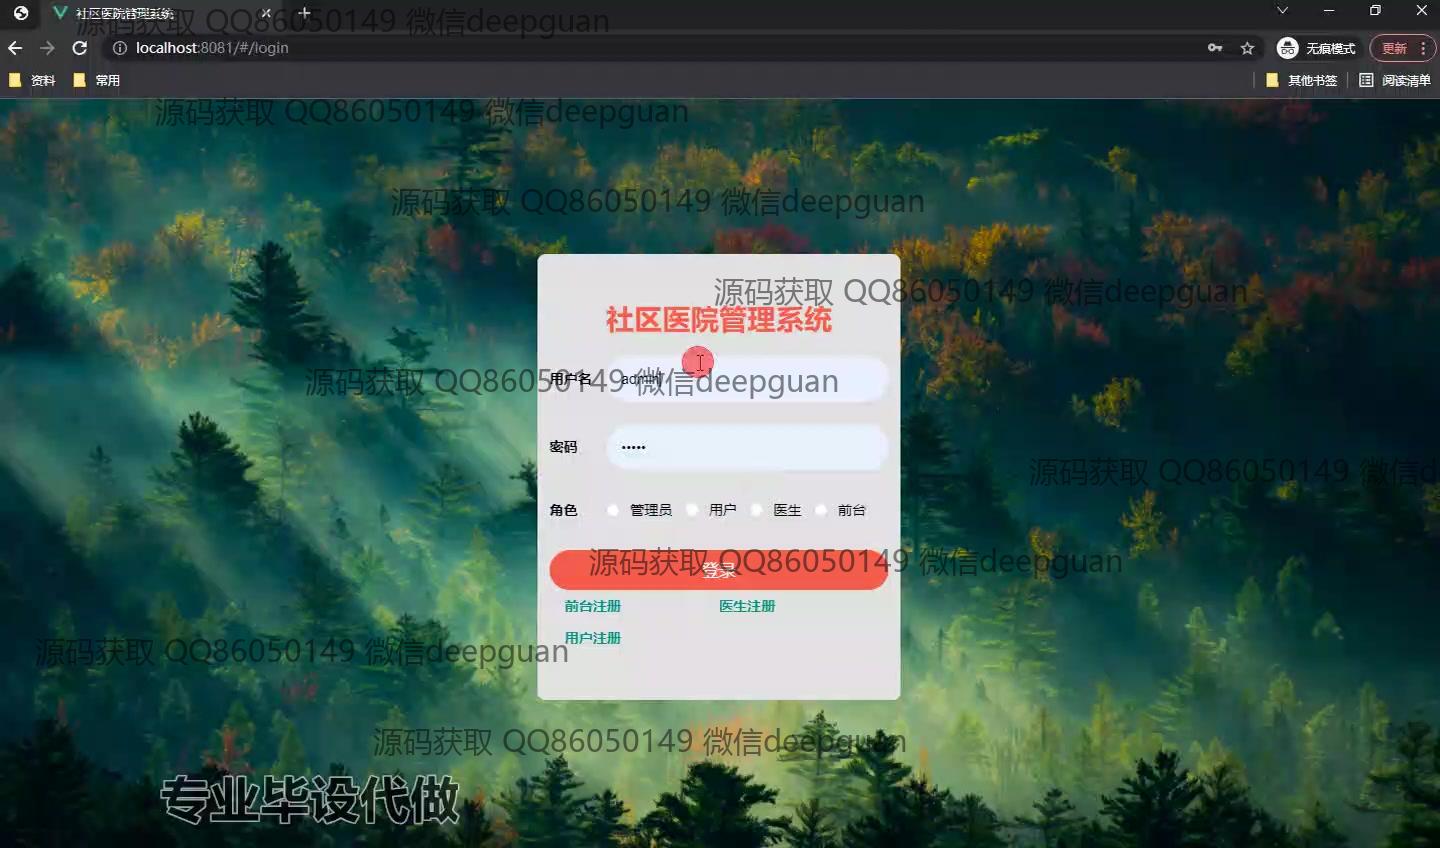 社区医院管理系统
源码获取 QQ86050149 微信deepguan
localhost:8081/#/login
无痕模式
更新
资料
常用
其他书签
阅读清单
源码获取 QQ86050149 微信deepguan
源码获取 QQ86050149 微信deepguan
源码获取 QQ86050149 微信deepguan
社区医院管理系统
用户名
admin
源码获取 QQ86050149 微信deepguan
密码
•••••
源码获取 QQ86050149 微信d
角色
管理员
用户
医生
前台
登录
源码获取 QQ86050149 微信deepguan
前台注册
医生注册
用户注册
源码获取 QQ86050149 微信deepguan
源码获取 QQ86050149 微信deepguan
专业毕设代做